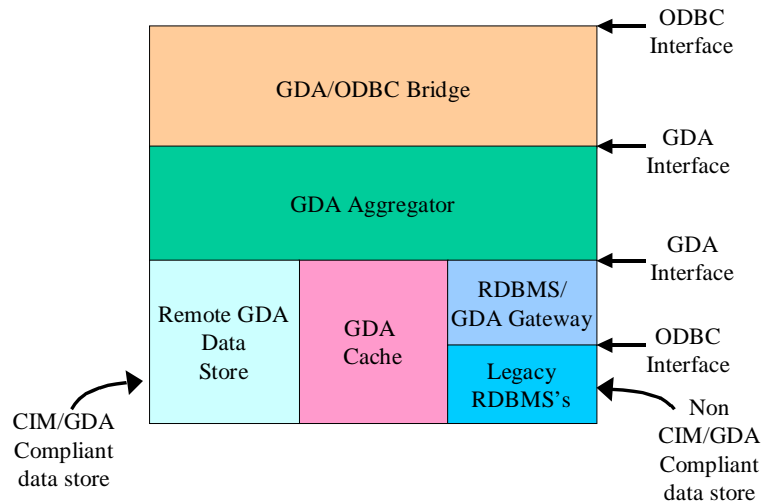 ODBC
Interface
GDA/ODBC Bridge
GDA
Interface
GDA Aggregator
GDA
Interface
Remote GDA
Data
Store
GDA
Cache
RDBMS/
GDA Gateway
ODBC
Interface
Legacy
RDBMS's
CIM/GDA
Compliant
data store
Non
CIM/GDA
Compliant
data store